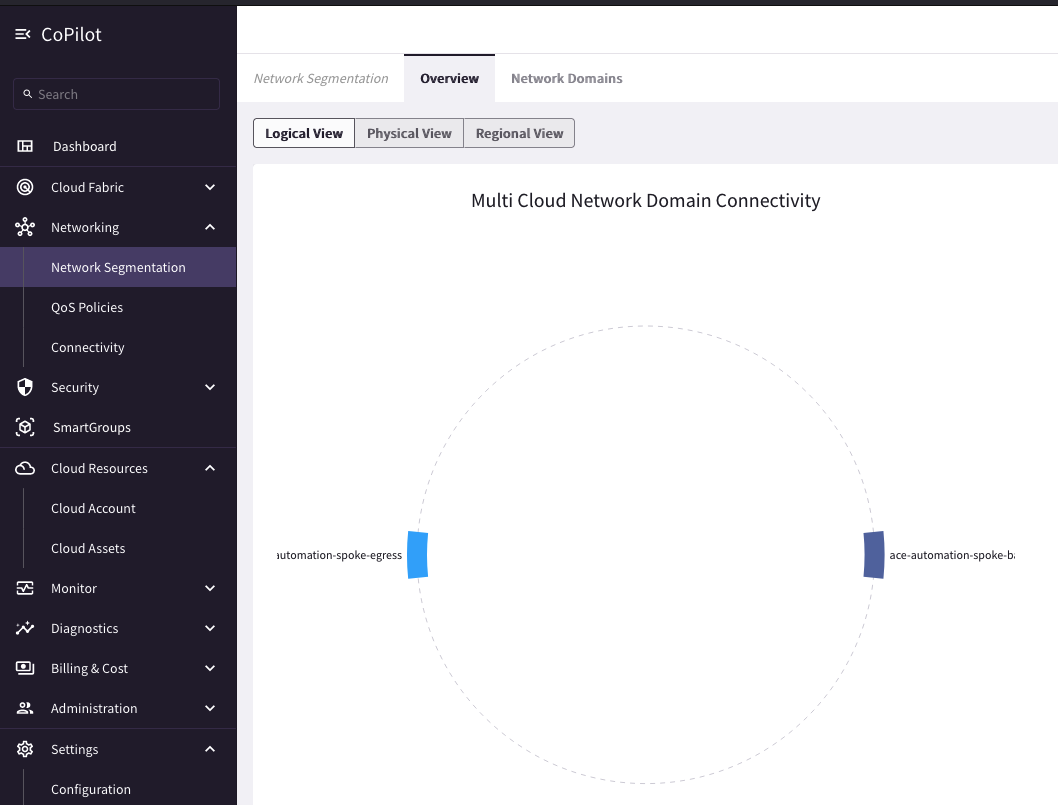 CoPilot
Search
Dashboard
Cloud Fabric
Networking
Network Segmentation
QoS Policies
Connectivity
Security
SmartGroups
Cloud Resources
Cloud Account
Cloud Assets
Monitor
Diagnostics
Billing & Cost
Administration
Settings
Configuration
Network Segmentation Overview Network Domains
Logical View Physical View Regional View
Multi Cloud Network Domain Connectivity
automation-spoke-egress
ace-automation-spoke-ba